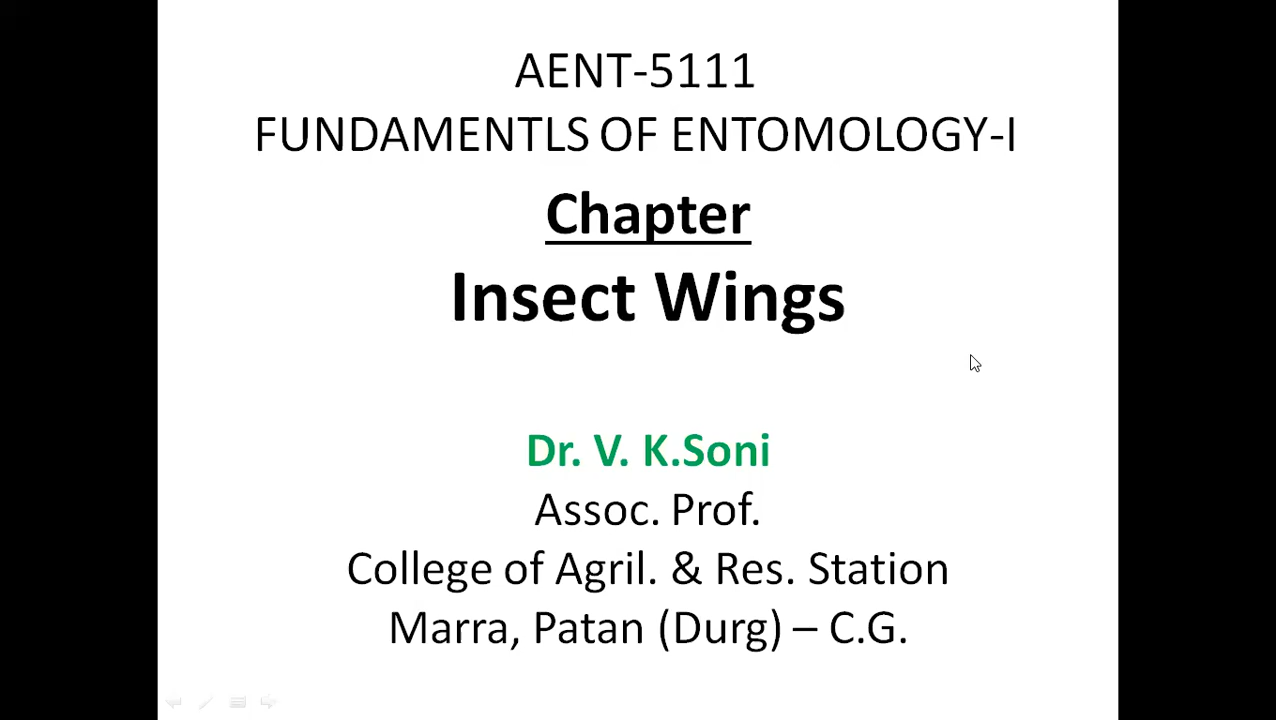 AENT-5111
FUNDAMENTLS OF ENTOMOLOGY-I
Chapter
Insect Wings
Dr. V. K.Soni
Assoc. Prof.
College of Agril. & Res. Station
Marra, Patan (Durg) – C.G.